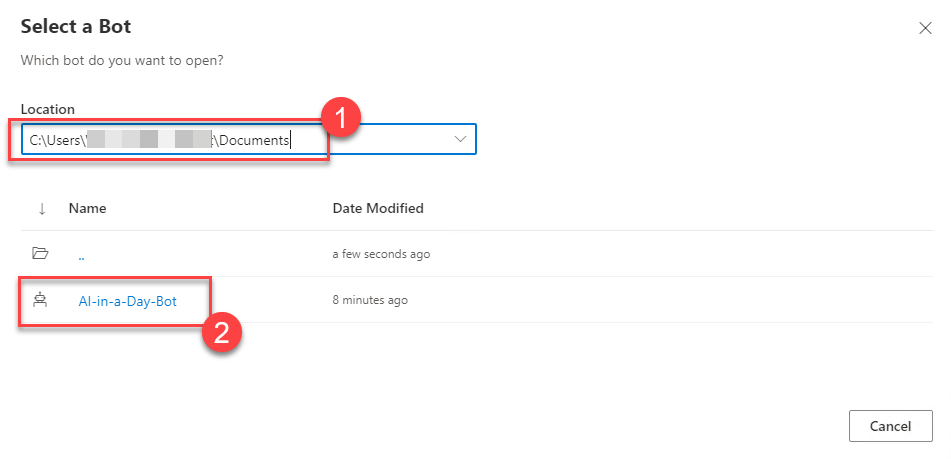 Select a Bot
Which bot do you want to open?
Location
1
C:\Users\ \Documents
Name Date Modified
.. a few seconds ago
AI-in-a-Day-Bot 8 minutes ago
2
Cancel